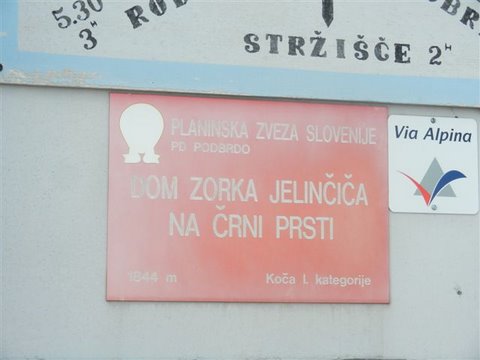 5.30
3H
STRŽIŠČE 2H
PLANINSKA ZVEZA SLOVENIJE
PD PODBRDO
DOM ZORKA JELINČIČA
NA ČRNI PRSTI
1844 m Koča I. kategorije
Via Alpina